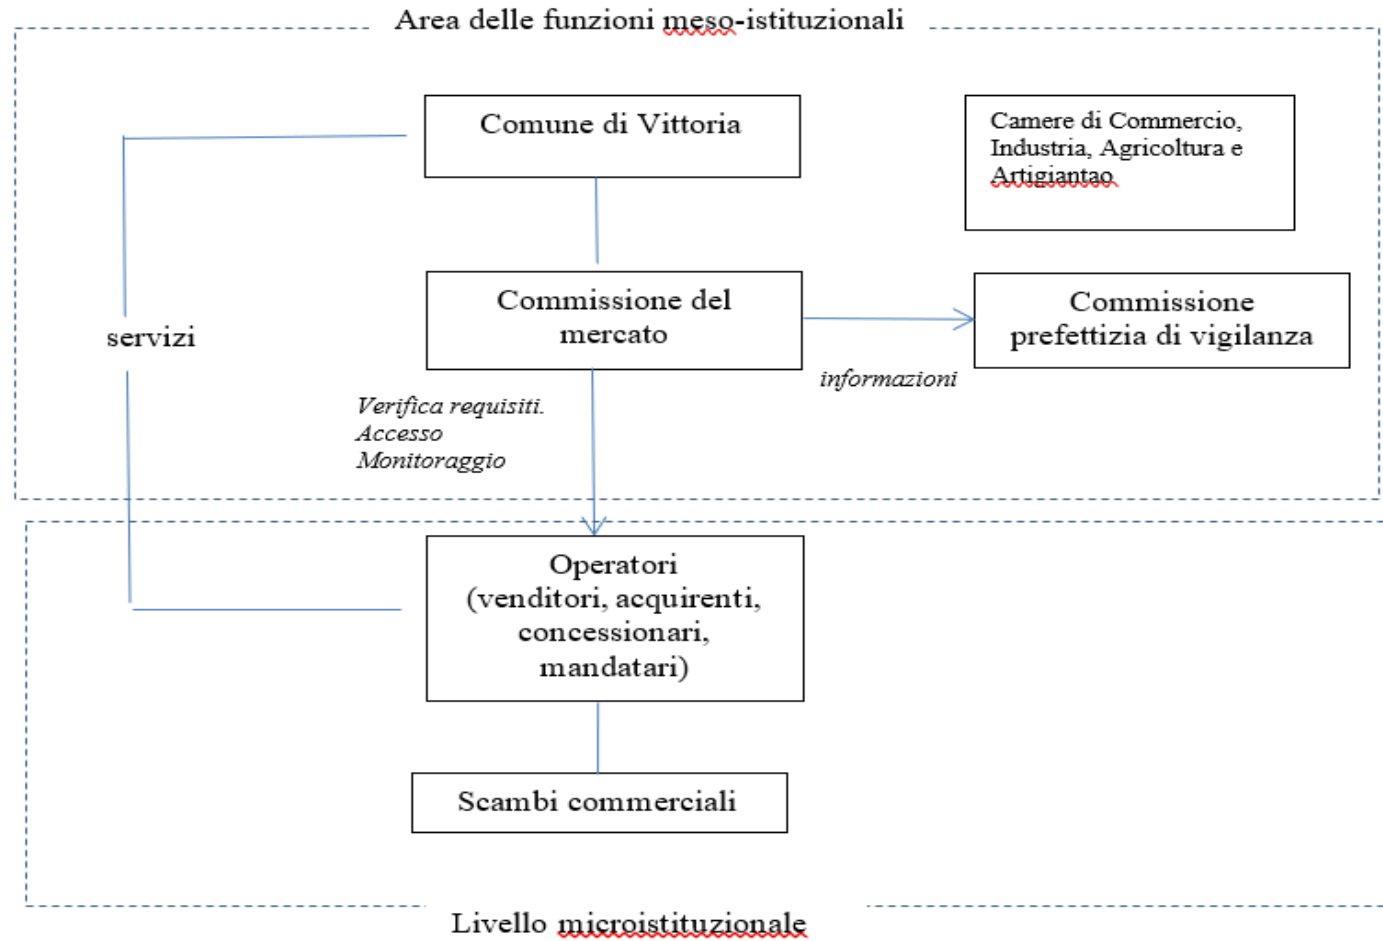 Area delle funzioni meso-istituzionali
Comune di Vittoria
Camere di Commercio,
Industria, Agricoltura e
Artigiantao
Commissione del
mercato
Commissione
prefettizia di vigilanza
servizi
informazioni
Verifica requisiti.
Accesso
Monitoraggio
Operatori
(venditori, acquirenti,
concessionari,
mandatari)
Scambi commerciali
Livello microistituzionale